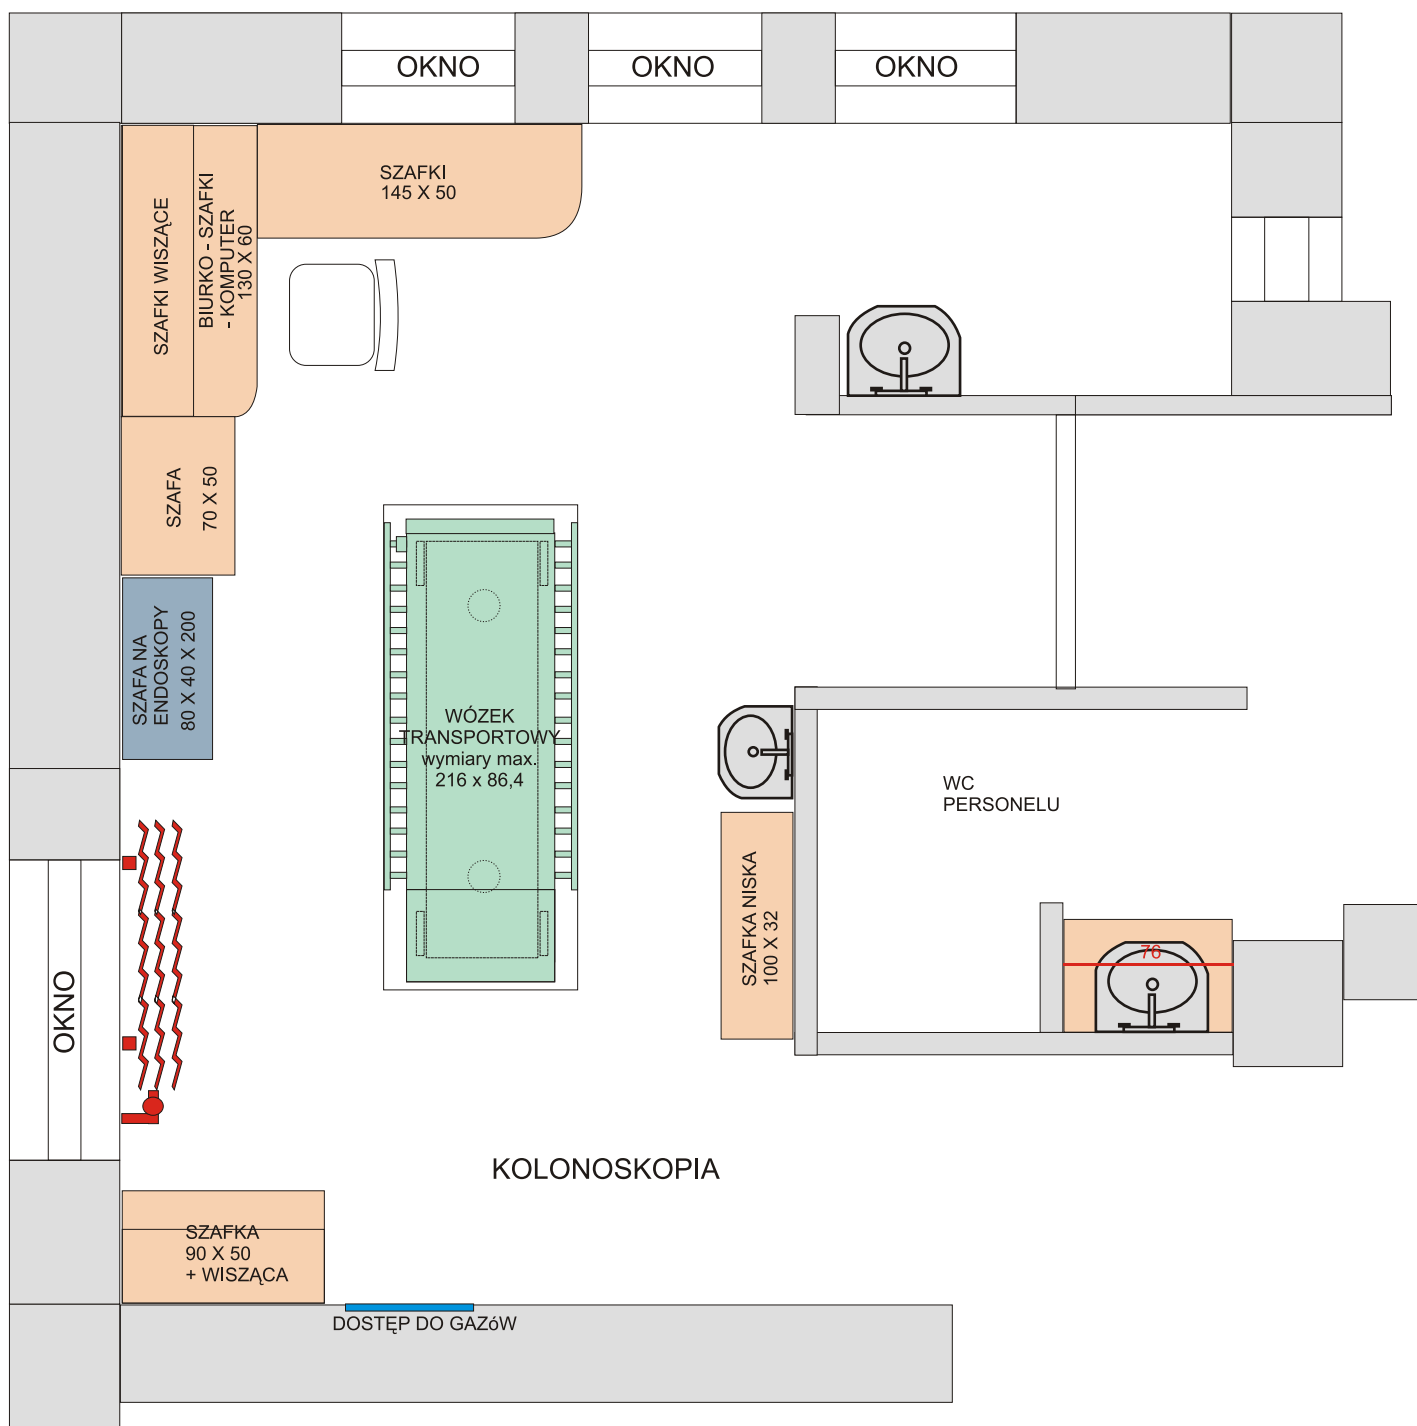 OKNO
OKNO
OKNO
SZAFKI
145 X 50
SZAFKI WISZĄCE
BIURKO - SZAFKI
- KOMPUTER
130 X 60
SZAFA
70 X 50
SZAFA NA
ENDOSKOPY
80 X 40 X 200
WÓZEK
TRANSPORTOWY
wymiary max.
216 x 86,4
WC
PERSONELU
SZAFKA NISKA
100 X 32
76
OKNO
KOLONOSKOPIA
SZAFKA
90 X 50
+ WISZĄCA
DOSTĘP DO GAZóW